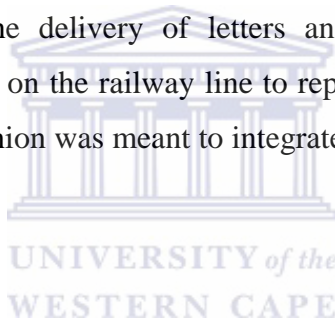 ne delivery of letters an
on the railway line to rep
nion was meant to integrate
UNIVERSITY of the
WESTERN CAPE